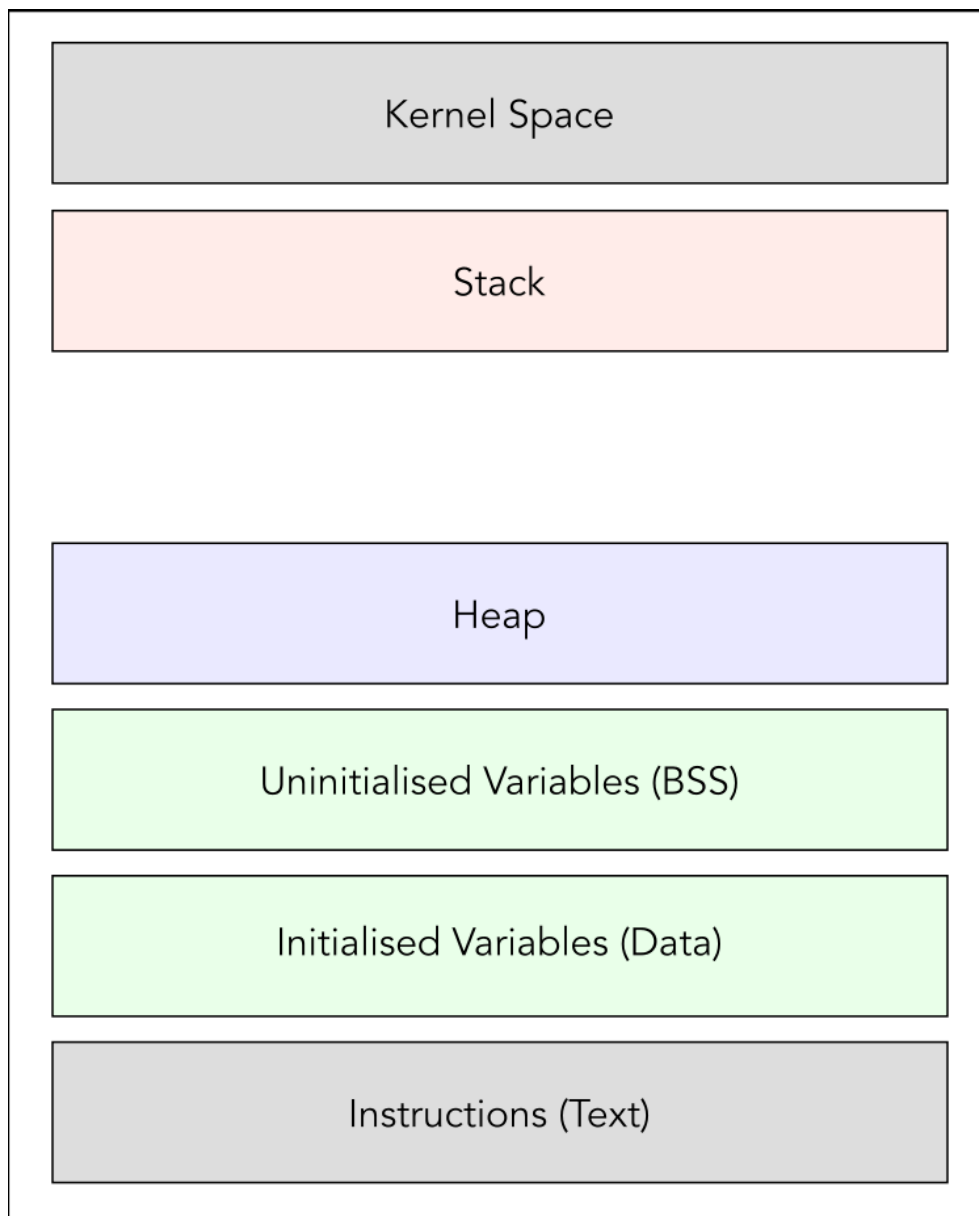 Kernel Space
Stack
Heap
Uninitialised Variables (BSS)
Initialised Variables (Data)
Instructions (Text)